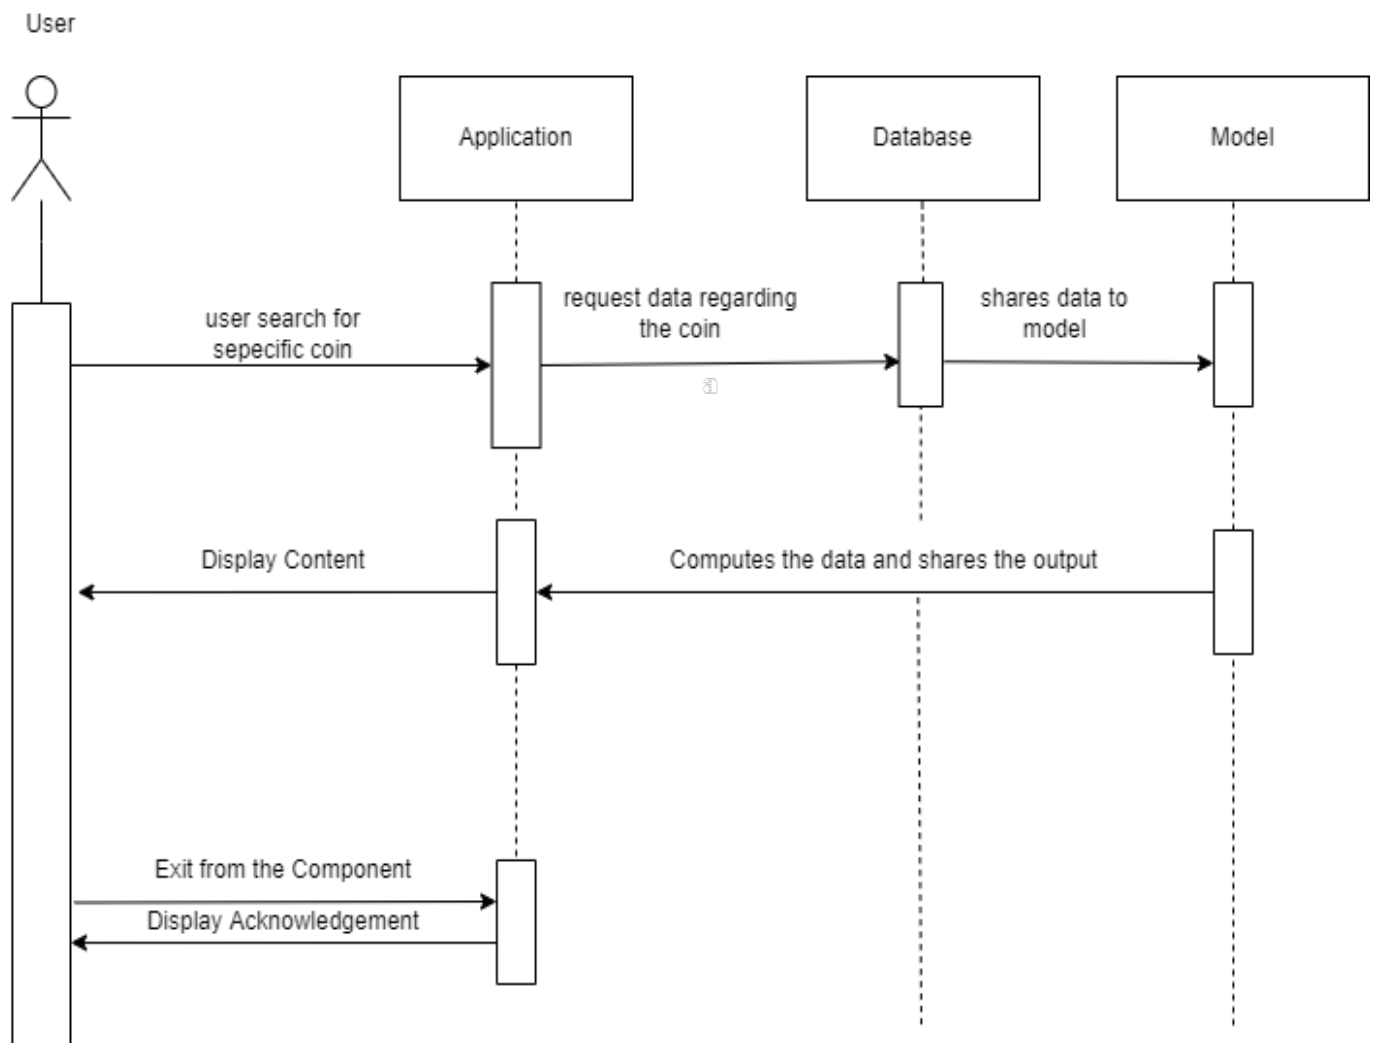 User
Application
Database
Model
user search for
sepecific coin
request data regarding
the coin
shares data to
model
a
Display Content
Computes the data and shares the output
Exit from the Component
Display Acknowledgement